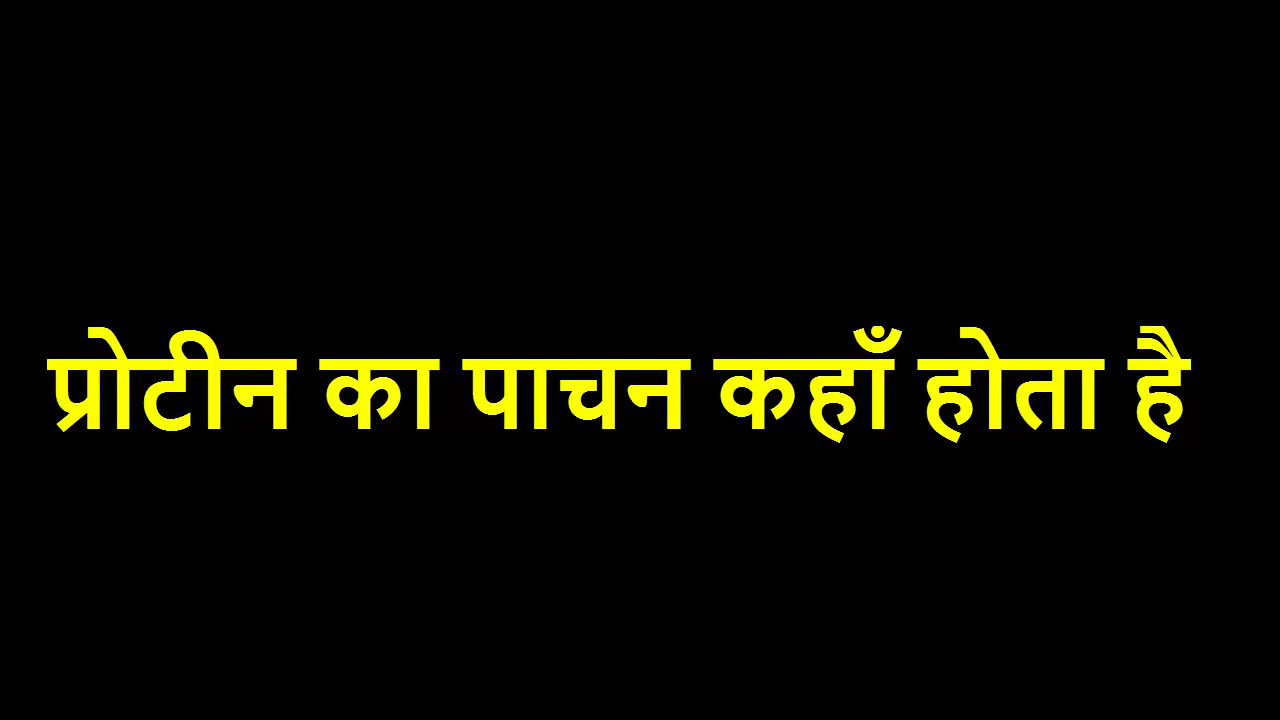 प्रोटीन का पाचन कहाँ होता है